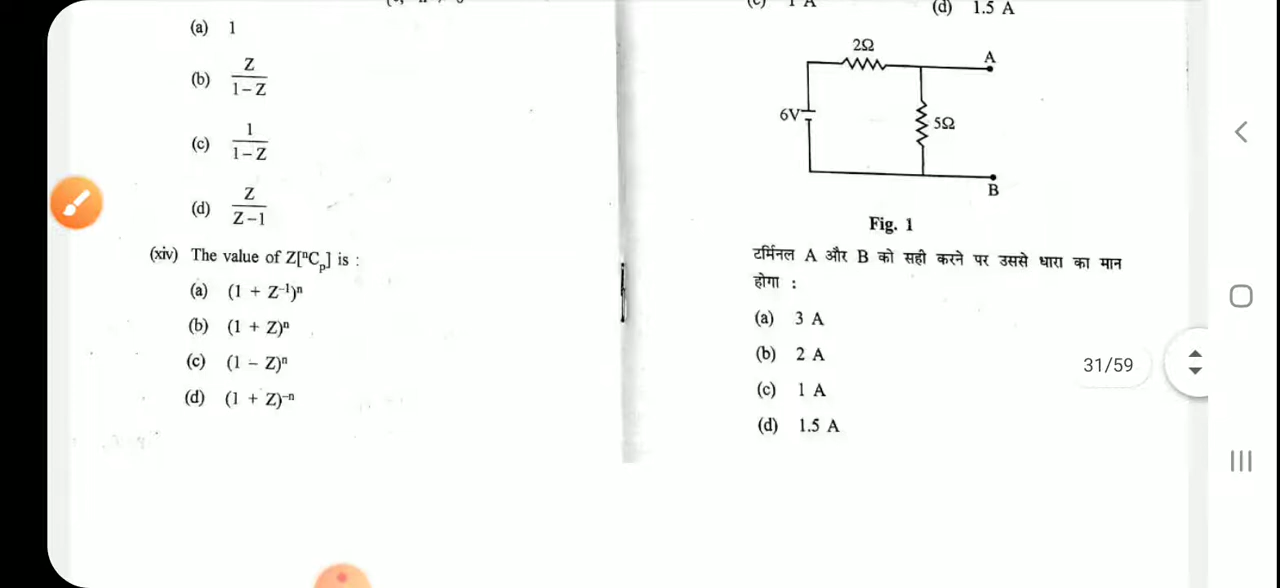 (a) 1
(b) Z / 1 – Z
(c) 1 / 1 – Z
(d) Z / Z – 1
(xiv) The value of Z[ⁿCₚ] is :
(a) (1 + Z⁻¹)ⁿ
(b) (1 + Z)ⁿ
(c) (1 – Z)ⁿ
(d) (1 + Z)⁻ⁿ
(d) 1.5 A
2Ω
A
6V
5Ω
B
Fig. 1
टर्मिनल A और B को सही करने पर उससे धारा का मान
होगा :
(a) 3 A
(b) 2 A
(c) 1 A
(d) 1.5 A
31/59